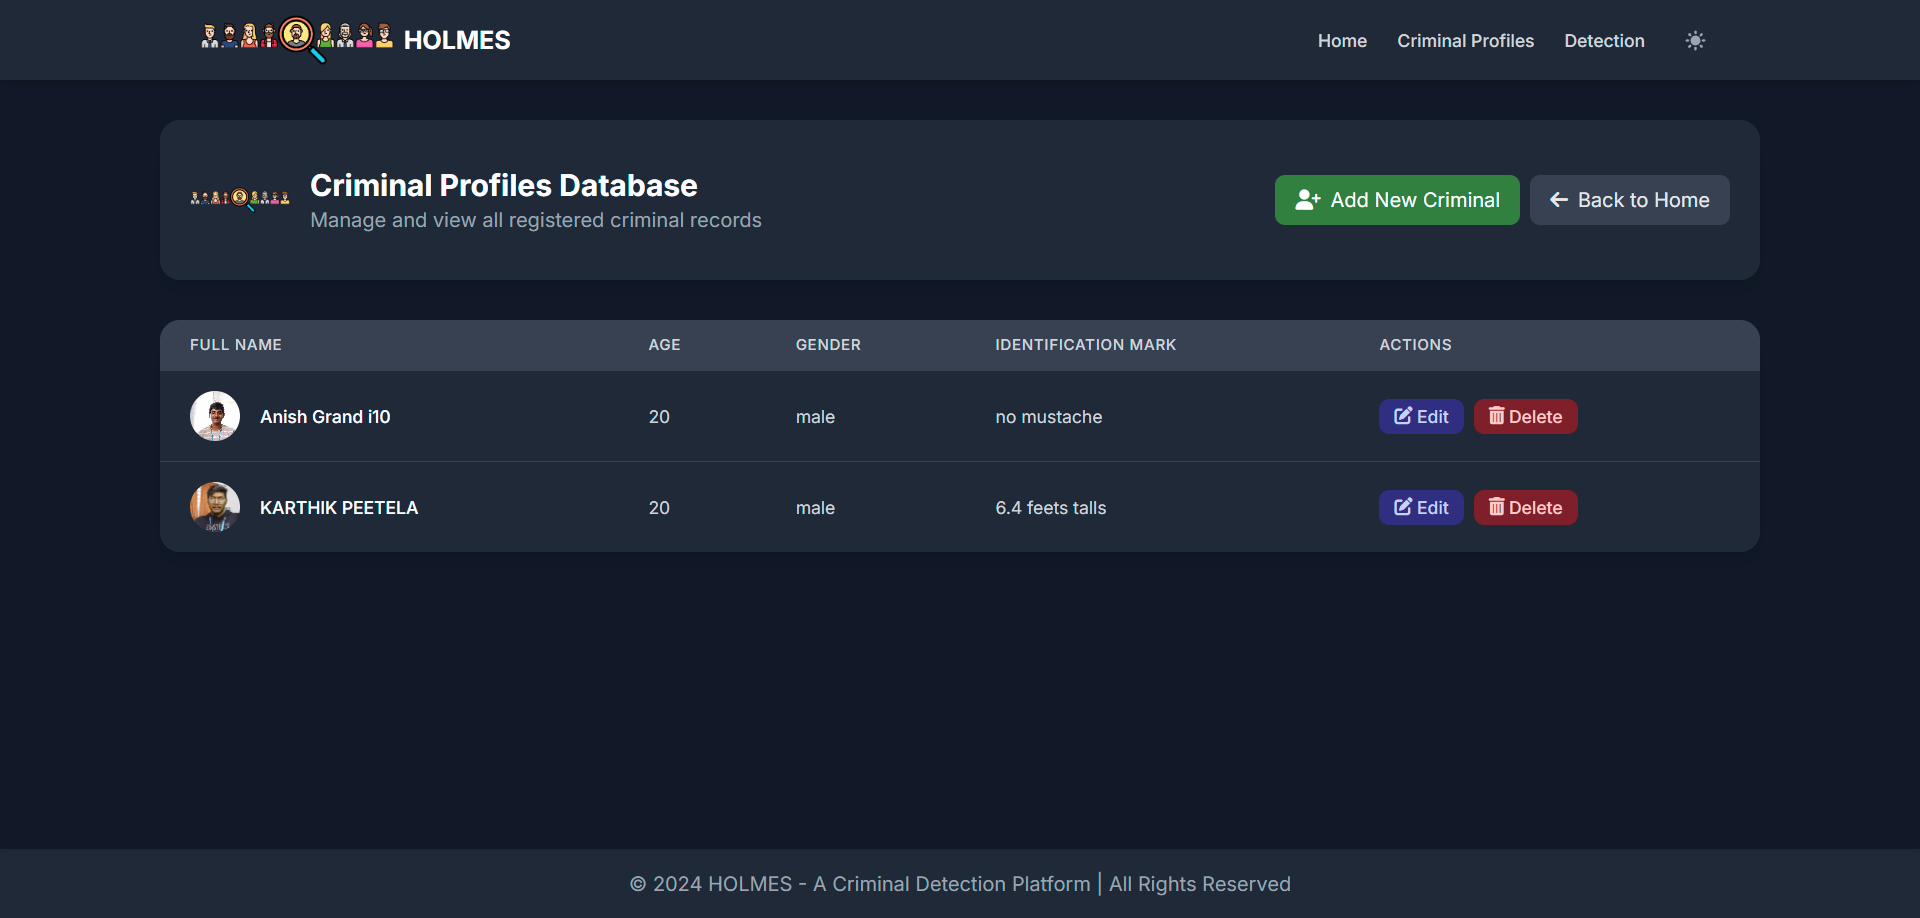 HOLMES
Home Criminal Profiles Detection
Criminal Profiles Database
Manage and view all registered criminal records
Add New Criminal Back to Home
FULL NAME AGE GENDER IDENTIFICATION MARK ACTIONS
Anish Grand i10 20 male no mustache Edit Delete
KARTHIK PEETELA 20 male 6.4 feets talls Edit Delete
© 2024 HOLMES - A Criminal Detection Platform | All Rights Reserved